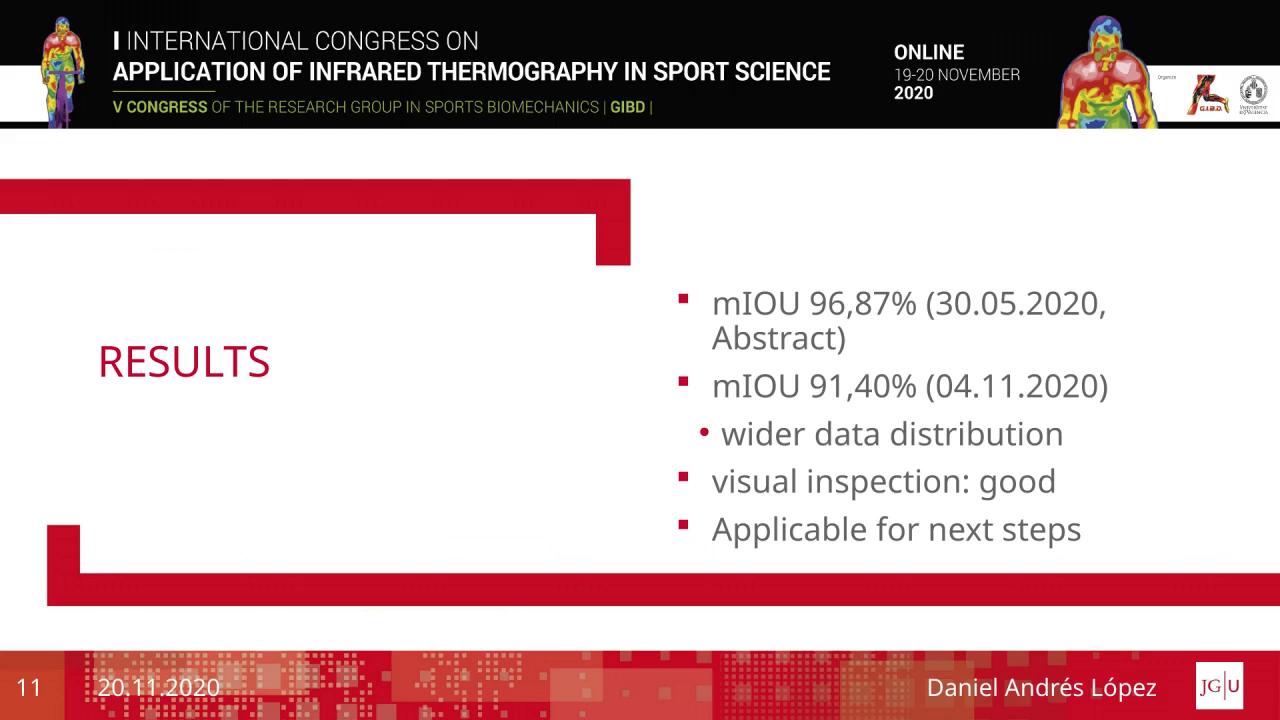 I INTERNATIONAL CONGRESS ON
APPLICATION OF INFRARED THERMOGRAPHY IN SPORT SCIENCE
V CONGRESS OF THE RESEARCH GROUP IN SPORTS BIOMECHANICS | GIBD |
ONLINE
19-20 NOVEMBER
2020
Organize
G.I.B.D.
RESULTS
mIOU 96,87% (30.05.2020,
Abstract)
mIOU 91,40% (04.11.2020)
wider data distribution
visual inspection: good
Applicable for next steps
11
20.11.2020
Daniel Andrés López
JG|U